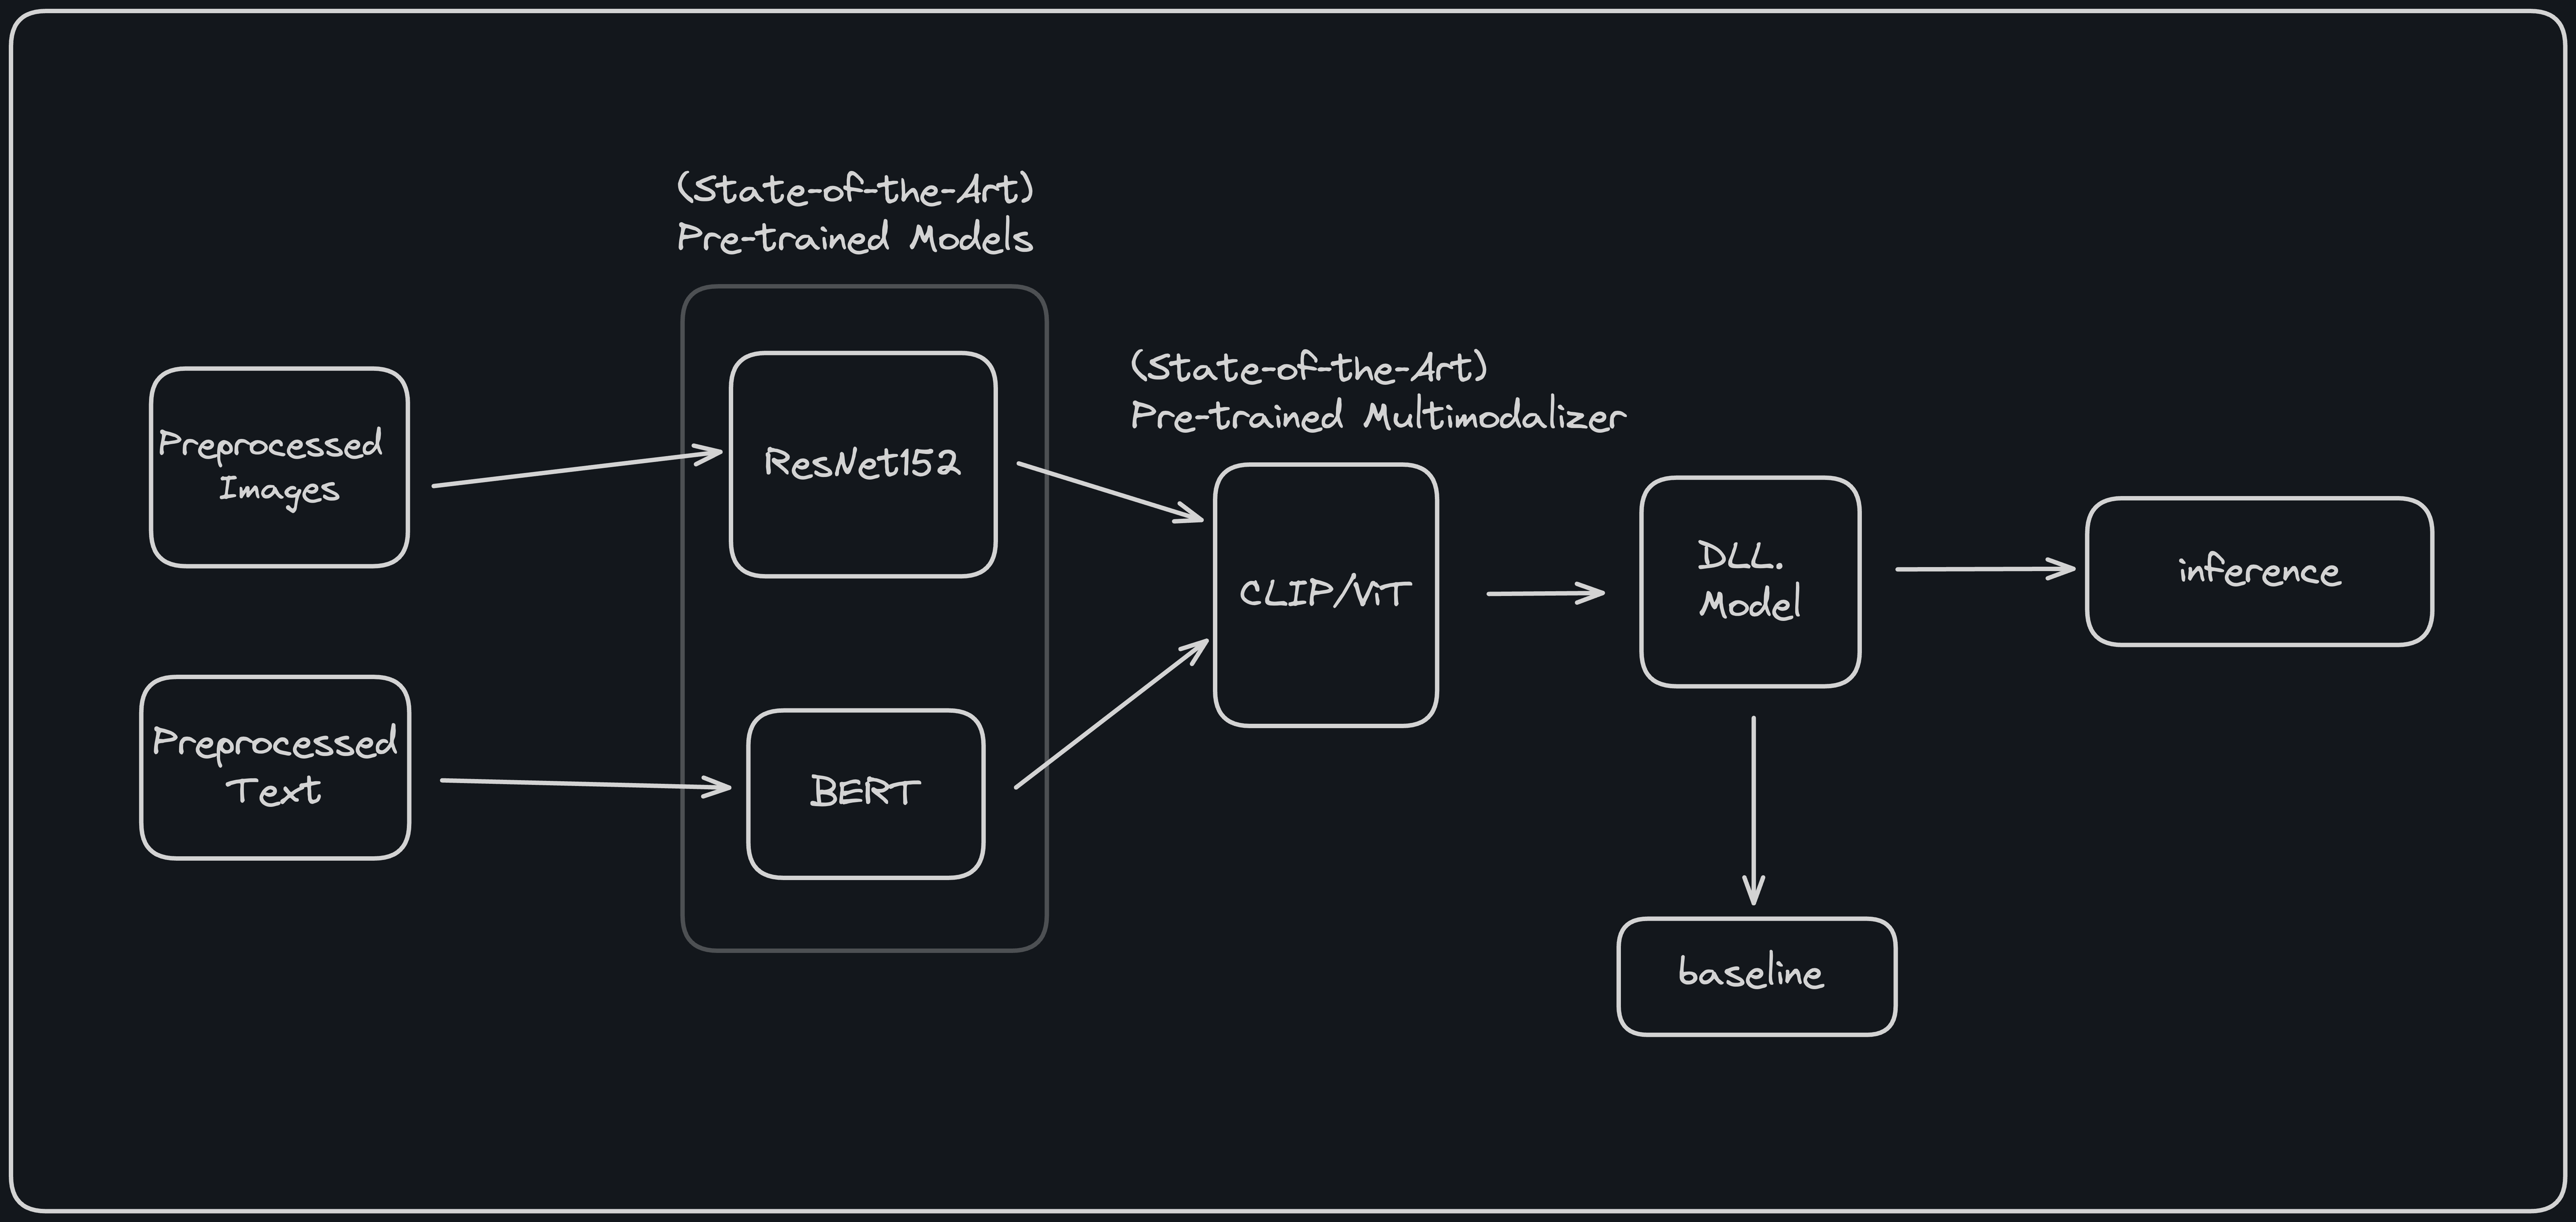 (State-of-the-Art)
Pre-trained Models
Preprocessed
Images
ResNet152
(State-of-the-Art)
Pre-trained Multimodalizer
Preprocessed
Text
BERT
CLIP/ViT
DLL.
Model
inference
baseline